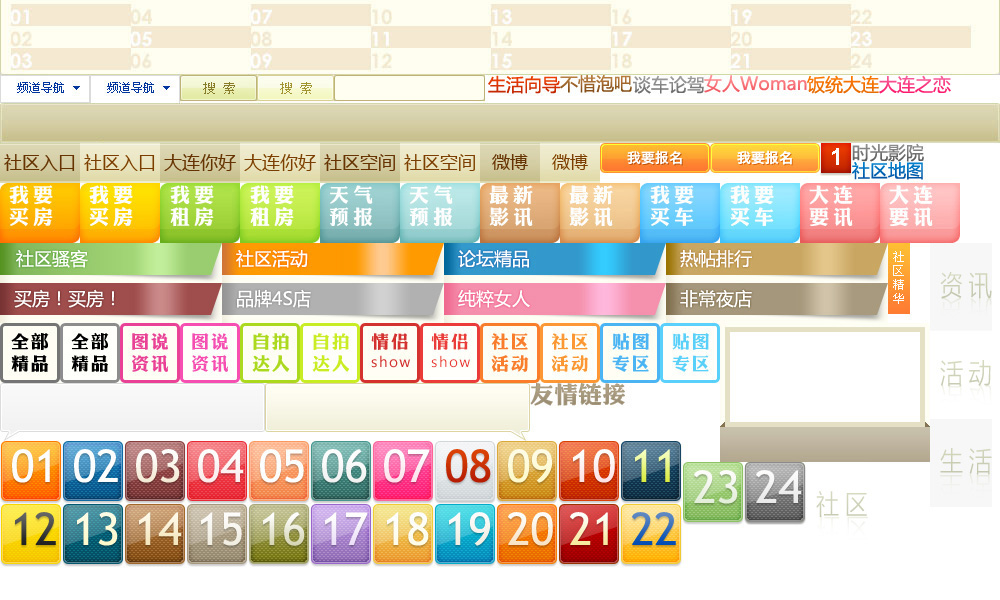 01 04 07 10 13 16 19 22
02 05 08 11 14 17 20 23
03 06 09 12 15 18 21 24
频道导航 频道导航 搜 索 搜 索 生活向导 不惜泡吧 谈车论驾 女人Woman 饭统大连 大连之恋
社区入口 社区入口 大连你好 大连你好 社区空间 社区空间 微博 微博 我要报名 我要报名 1 时光影院
社区地图
我要 我要 我要 我要 天气 天气 最新 最新 我要 我要 大连 大连
买房 买房 租房 租房 预报 预报 影讯 影讯 买车 买车 要讯 要讯
社区骚客 社区活动 论坛精品 热帖排行 社区精华 资讯
买房！买房！ 品牌4S店 纯粹女人 非常夜店
全部 全部 图说 图说 自拍 自拍 情侣 情侣 社区 社区 贴图 贴图
精品 精品 资讯 资讯 达人 达人 show show 活动 活动 专区 专区
活动
友情链接
生活
01 02 03 04 05 06 07 08 09 10 11 23 24 社区
12 13 14 15 16 17 18 19 20 21 22